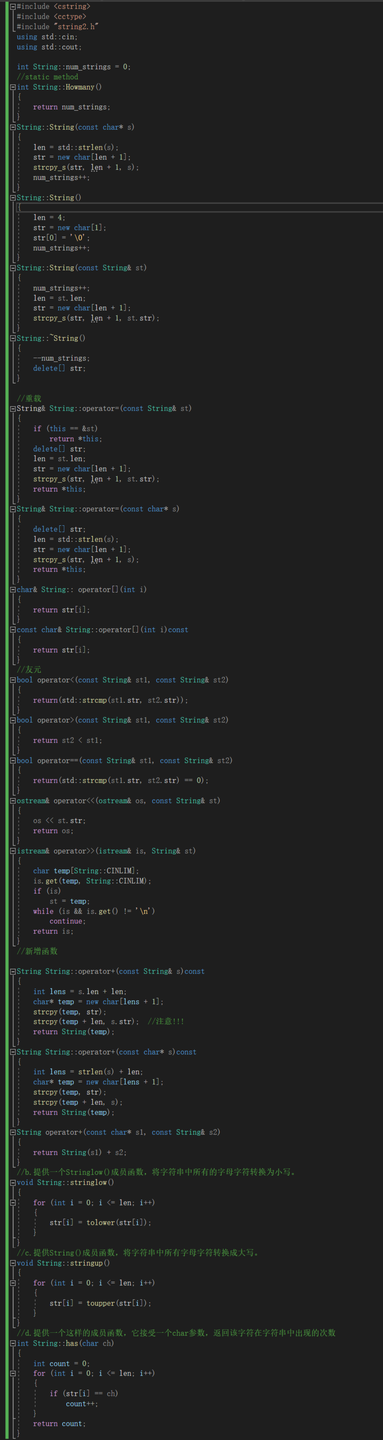 #include <cstring>
#include <cctype>
#include "string2.h"
using std::cin;
using std::cout;
int String::num_strings = 0;
//static method
int String::Howmany()
{
return num_strings;
}
String::String(const char* s)
{
len = std::strlen(s);
str = new char[len + 1];
strcpy_s(str, len + 1, s);
num_strings++;
}
String::String()
{
len = 4;
str = new char[1];
str[0] = '\0';
num_strings++;
}
String::String(const String& st)
{
num_strings++;
len = st.len;
str = new char[len + 1];
strcpy_s(str, len + 1, st.str);
}
String::~String()
{
--num_strings;
delete[] str;
}
//重载
String& String::operator=(const String& st)
{
if (this == &st)
return *this;
delete[] str;
len = st.len;
str = new char[len + 1];
strcpy_s(str, len + 1, st.str);
return *this;
}
String& String::operator=(const char* s)
{
delete[] str;
len = std::strlen(s);
str = new char[len + 1];
strcpy_s(str, len + 1, s);
return *this;
}
char& String:: operator[](int i)
{
return str[i];
}
const char& String::operator[](int i)const
{
return str[i];
}
//友元
bool operator<(const String& st1, const String& st2)
{
return(std::strcmp(st1.str, st2.str));
}
bool operator>(const String& st1, const String& st2)
{
return st2 < st1;
}
bool operator==(const String& st1, const String& st2)
{
return(std::strcmp(st1.str, st2.str) == 0);
}
ostream& operator<<(ostream& os, const String& st)
{
os << st.str;
return os;
}
istream& operator>>(istream& is, String& st)
{
char temp[String::CINLIM];
is.get(temp, String::CINLIM);
if (is)
st = temp;
while (is && is.get() != '\n')
continue;
return is;
}
//新增函数
String String::operator+(const String& s)const
{
int lens = s.len + len;
char* temp = new char[lens + 1];
strcpy(temp, str);
strcpy(temp + len, s.str);  //注意!!!
return String(temp);
}
String String::operator+(const char* s)const
{
int lens = strlen(s) + len;
char* temp = new char[lens + 1];
strcpy(temp, str);
strcpy(temp + len, s);
return String(temp);
}
String operator+(const char* s1, const String& s2)
{
return String(s1) + s2;
}
//b.提供一个Stringlow()成员函数，将字符串中所有的字母字符转换为小写。
void String::stringlow()
{
for (int i = 0; i <= len; i++)
{
str[i] = tolower(str[i]);
}
}
//c.提供String()成员函数，将字符串中所有字母字符转换成大写。
void String::stringup()
{
for (int i = 0; i <= len; i++)
{
str[i] = toupper(str[i]);
}
}
//d.提供一个这样的成员函数，它接受一个char参数，返回该字符在字符串中出现的次数
int String::has(char ch)
{
int count = 0;
for (int i = 0; i <= len; i++)
{
if (str[i] == ch)
count++;
}
return count;
}